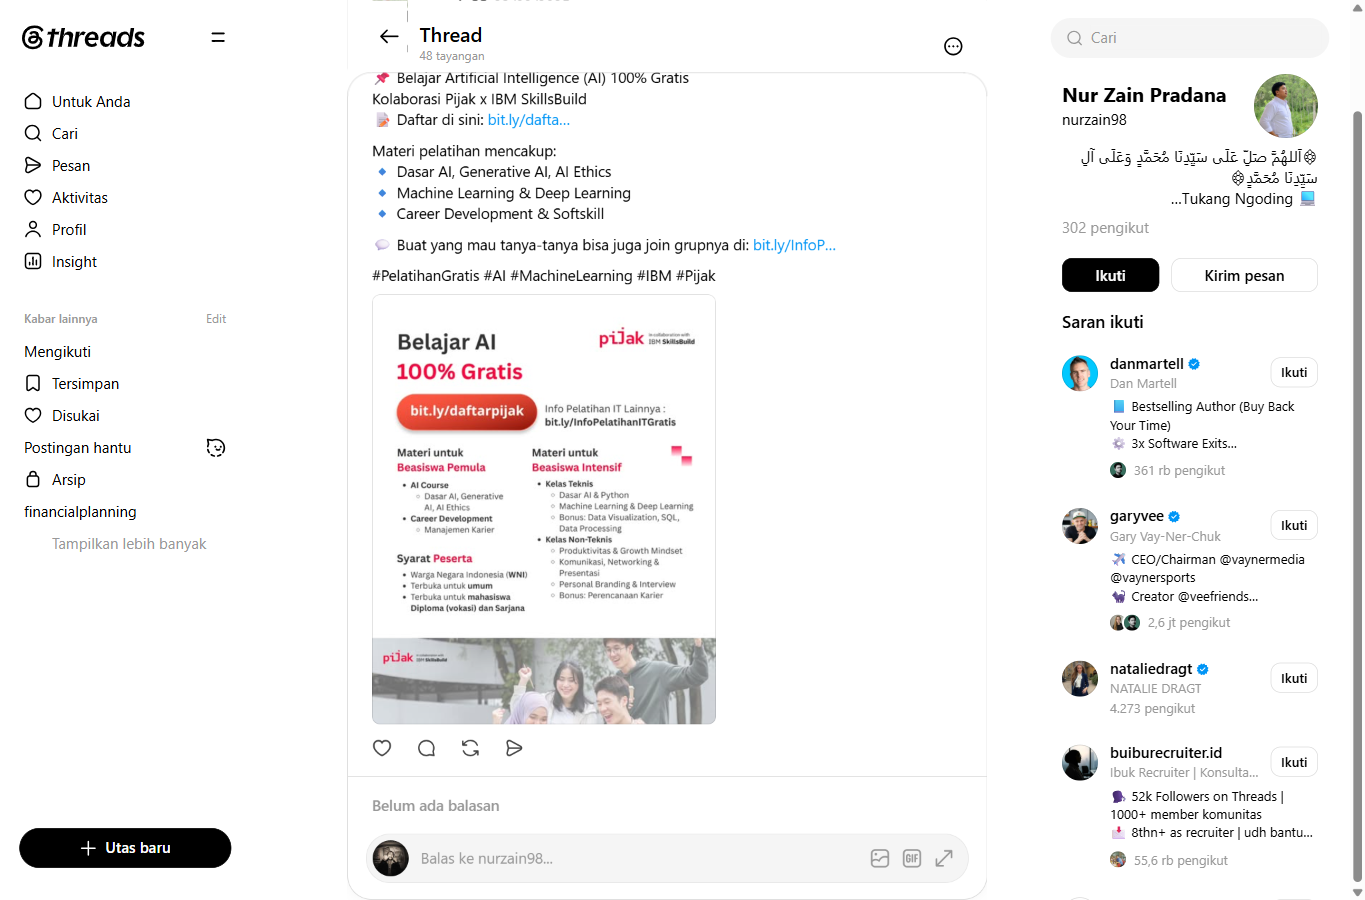 threads
Untuk Anda
Cari
Pesan
Aktivitas
Profil
Insight
Kabar lainnya
Edit
Mengikuti
Tersimpan
Disukai
Postingan hantu
Arsip
financialplanning
Tampilkan lebih banyak
Utas baru
Thread
48 tayangan
📌 Belajar Artificial Intelligence (AI) 100% Gratis
Kolaborasi Pijak x IBM SkillsBuild
📝 Daftar di sini: bit.ly/dafta...
Materi pelatihan mencakup:
🔹 Dasar AI, Generative AI, AI Ethics
🔹 Machine Learning & Deep Learning
🔹 Career Development & Softskill
💬 Buat yang mau tanya-tanya bisa juga join grupnya di: bit.ly/InfoP...
#PelatihanGratis #AI #MachineLearning #IBM #Pijak
Belajar AI
100% Gratis
pijak
In collaboration with
IBM SkillsBuild
bit.ly/daftarpijak
Info Pelatihan IT Lainnya :
bit.ly/InfoPelatihanITGratis
Materi untuk
Beasiswa Pemula
• AI Course
Dasar AI, Generative
AI, AI Ethics
• Career Development
Manajemen Karier
Syarat Peserta
• Warga Negara Indonesia (WNI)
• Terbuka untuk umum
• Terbuka untuk mahasiswa
Diploma (vokasi) dan Sarjana
Materi untuk
Beasiswa Intensif
• Kelas Teknis
Dasar AI & Python
Machine Learning & Deep Learning
Bonus: Data Visualization, SQL,
Data Processing
• Kelas Non-Teknis
Produktivitas & Growth Mindset
Komunikasi, Networking &
Presentasi
Personal Branding & Interview
Bonus: Perencanaan Karier
pijak
IBM SkillsBuild
Belum ada balasan
Balas ke nurzain98...
GIF
Cari
Nur Zain Pradana
nurzain98
۞اَللهُمَّ صَلِّ عَلَى سَيِّدِنَا مُحَمَّدٍ وَعَلَى آلِ
سَيِّدِنَا مُحَمَّدٍ۞
...Tukang Ngoding 💻
302 pengikut
Ikuti
Kirim pesan
Saran ikuti
danmartell
Dan Martell
Ikuti
📘 Bestselling Author (Buy Back
Your Time)
⚙️ 3x Software Exits...
361 rb pengikut
garyvee
Gary Vay-Ner-Chuk
Ikuti
✈️ CEO/Chairman @vaynermedia
@vaynersports
🐈‍⬛ Creator @veefriends...
2,6 jt pengikut
nataliedragt
NATALIE DRAGT
4.273 pengikut
Ikuti
buiburecruiter.id
Ibuk Recruiter | Konsulta...
Ikuti
🗣️ 52k Followers on Threads |
1000+ member komunitas
📩 8thn+ as recruiter | udh bantu...
55,6 rb pengikut